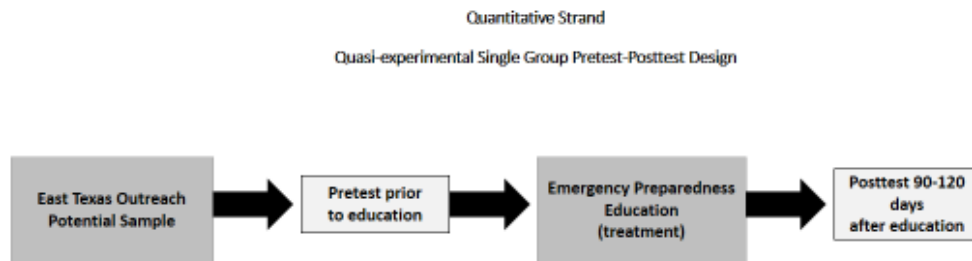 Quantitative Strand
Quasi-experimental Single Group Pretest-Posttest Design
East Texas Outreach
Potential Sample
Pretest prior
to education
Emergency Preparedness
Education
(treatment)
Posttest 90-120
days
after education